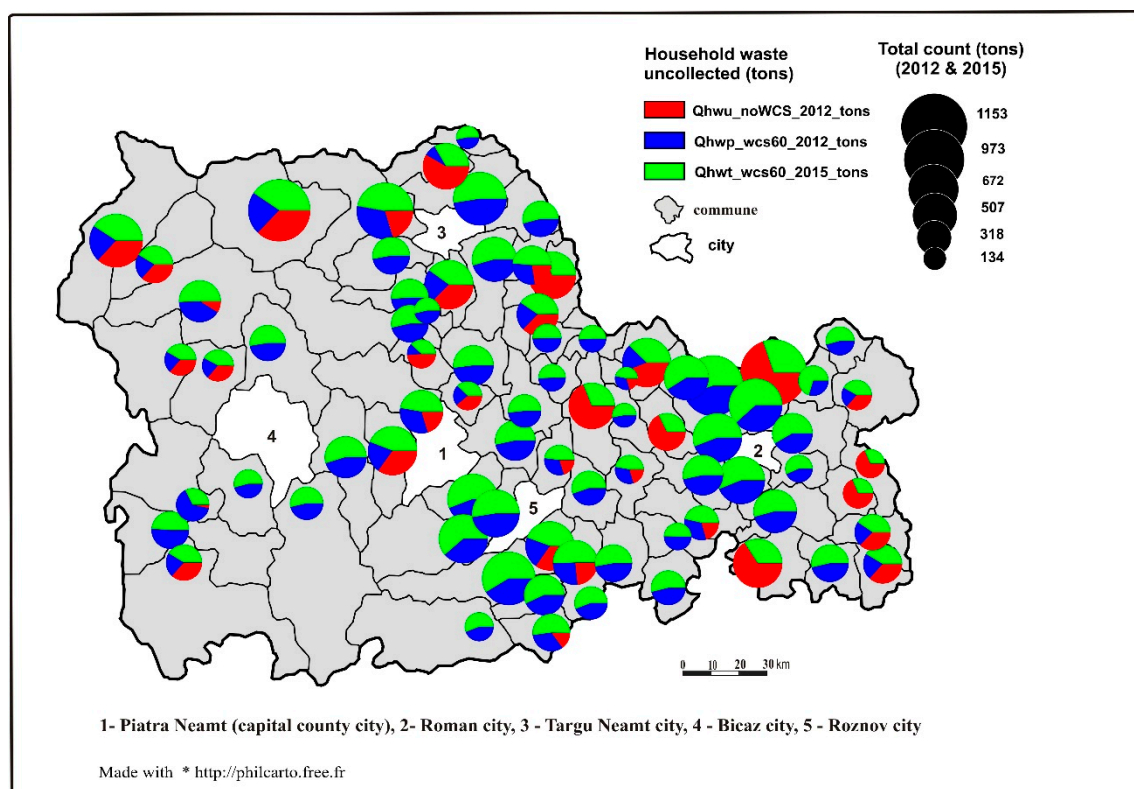 Household waste
uncollected (tons)
Qhwu_noWCS_2012_tons
Qhwp_wcs60_2012_tons
Qhwt_wcs60_2015_tons
commune
city
Total count (tons)
(2012 & 2015)
1153
973
672
507
318
134
3
4
1
2
5
0 10 20 30 km
1- Piatra Neamt (capital county city), 2- Roman city, 3 - Targu Neamt city, 4 - Bicaz city, 5 - Roznov city
Made with * http://philcarto.free.fr